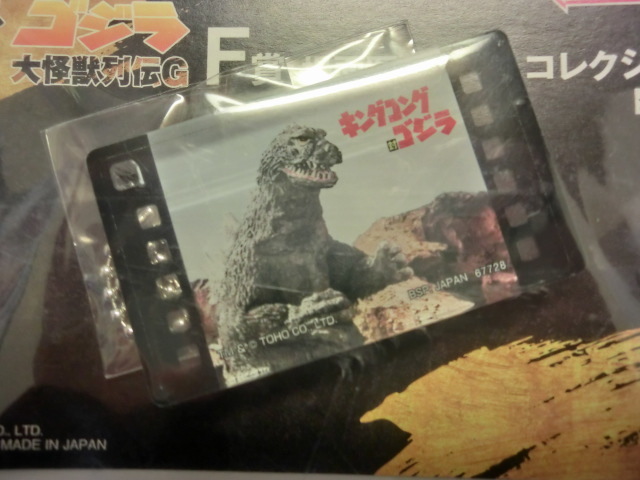 ゴジラ
大怪獣列伝G
F賞
コレクシ
キングコング
対
ゴジラ
BSP JAPAN 67728
© TOHO CO., LTD.
O., LTD.
MADE IN JAPAN